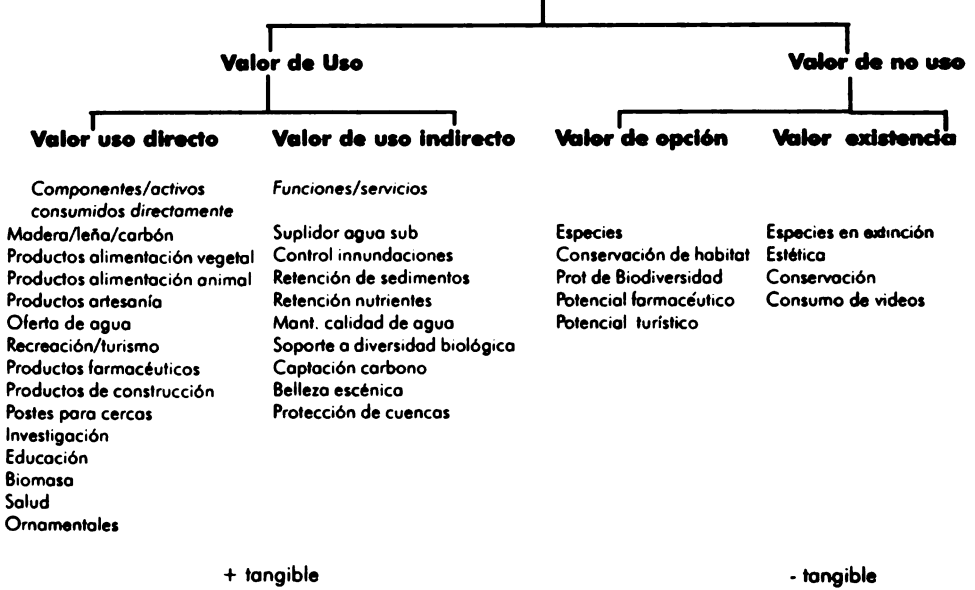 Valor de Uso
Valor de no uso
Valor uso directo
Valor de uso indirecto
Valor de opción
Valor existencia
Componentes/activos
consumidos directamente
Madera/leña/carbón
Productos alimentación vegetal
Productos alimentación animal
Productos artesanía
Oferta de agua
Recreación/turismo
Productos farmacéuticos
Productos de construcción
Postes para cercas
Investigación
Educación
Biomasa
Salud
Ornamentales
Funciones/servicios
Suplidor agua sub
Control innundaciones
Retención de sedimentos
Retención nutrientes
Mant. calidad de agua
Soporte a diversidad biológica
Captación carbono
Belleza escénica
Protección de cuencas
Especies
Conservación de habitat
Prot de Biodiversidad
Potencial farmacéutico
Potencial turístico
Especies en extinción
Estética
Conservación
Consumo de videos
+ tangible
- tangible